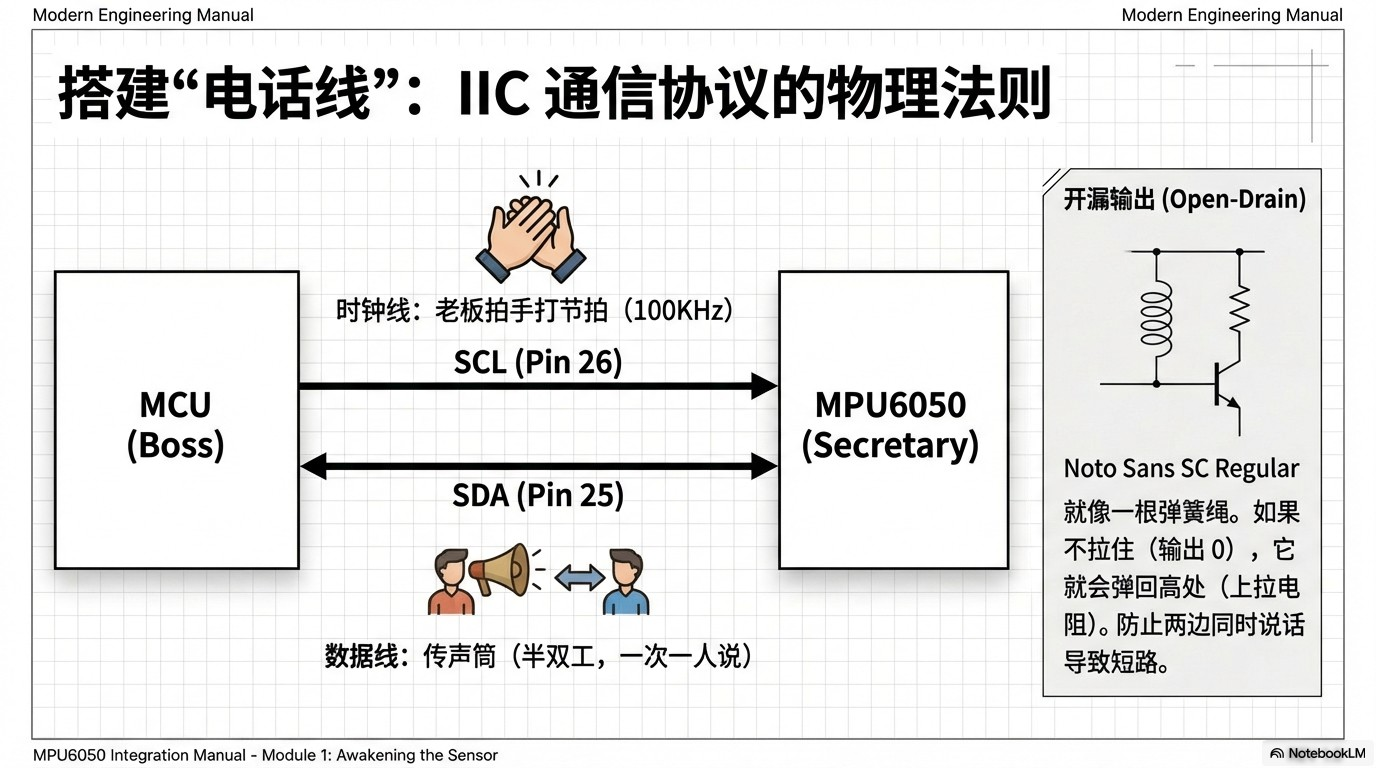 Modern Engineering Manual
Modern Engineering Manual
搭建“电话线”：IIC 通信协议的物理法则
时钟线：老板拍手打节拍（100KHz）
SCL (Pin 26)
MCU
(Boss)
MPU6050
(Secretary)
SDA (Pin 25)
数据线：传声筒（半双工，一次一人说）
开漏输出 (Open-Drain)
Noto Sans SC Regular
就像一根弹簧绳。如果
不拉住（输出 0），它
就会弹回高处（上拉电
阻）。防止两边同时说话
导致短路。
MPU6050 Integration Manual - Module 1: Awakening the Sensor
NotebookLM